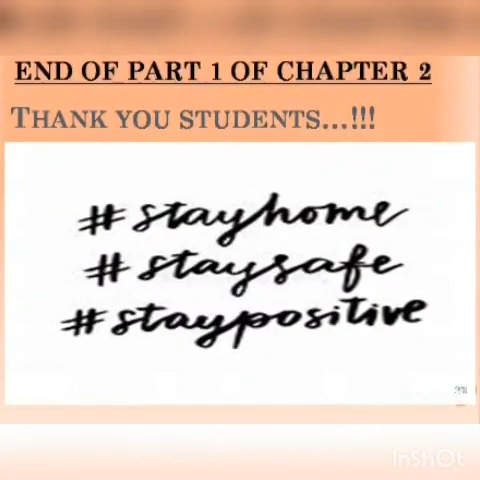 END OF PART 1 OF CHAPTER 2
THANK YOU STUDENTS...!!!
#stayhome
#staysafe
#staypositive
InShOt